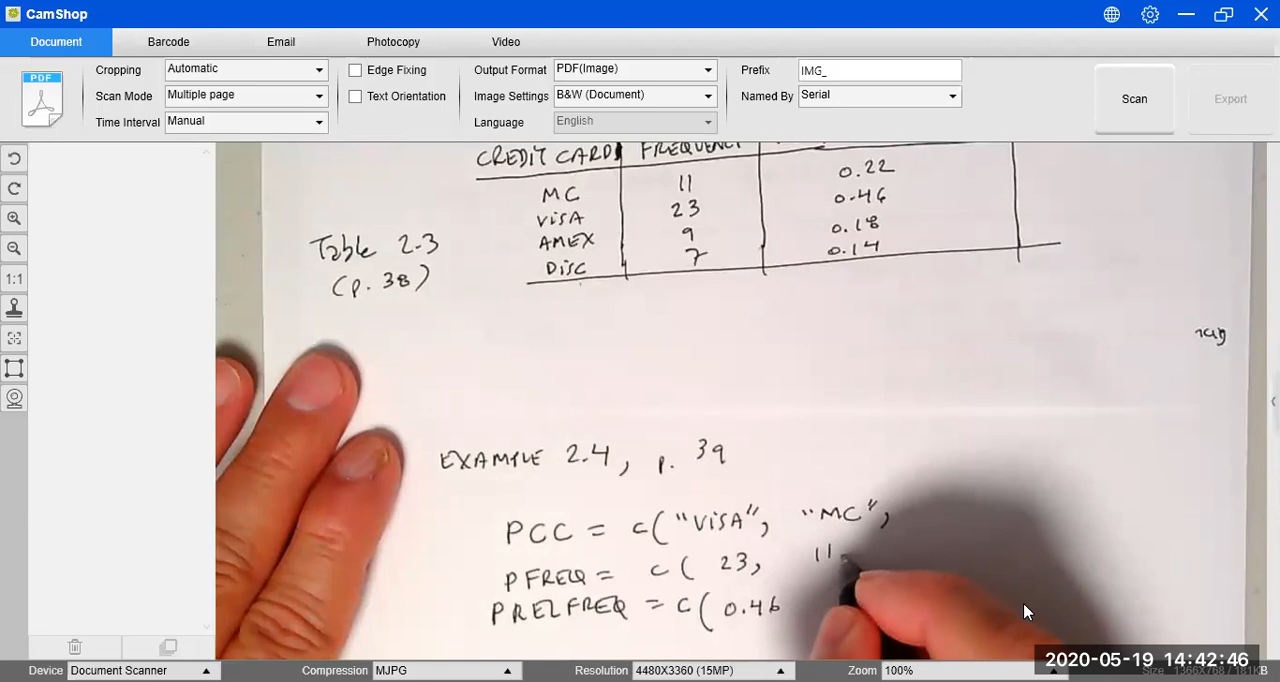 CamShop
Document Barcode Email Photocopy Video
PDF
Cropping Automatic Edge Fixing Output Format PDF(Image) Prefix IMG_
Scan Mode Multiple page Text Orientation Image Settings B&W (Document) Named By Serial Scan Export
Time Interval Manual Language English
1:1
CREDIT CARD FREQUENCY
MC 11 0.22
VISA 23 0.46
AMEX 9 0.18
DISC 7 0.14
Table 2-3
(p. 38)
EXAMPLE 2.4, p. 39
PCC = c("VISA", "MC",
PFREQ = c( 23, 11
PRELFREQ = c( 0.46
2020-05-19 14:42:46
Device Document Scanner Compression MJPG Resolution 4480X3360 (15MP) Zoom 100%